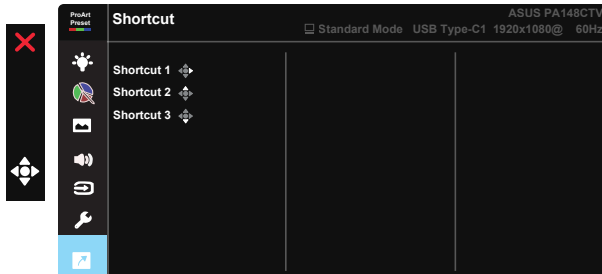 ProArt
Preset
Shortcut
ASUS PA148CTV
Standard Mode USB Type-C1 1920x1080@ 60Hz
Shortcut 1
Shortcut 2
Shortcut 3